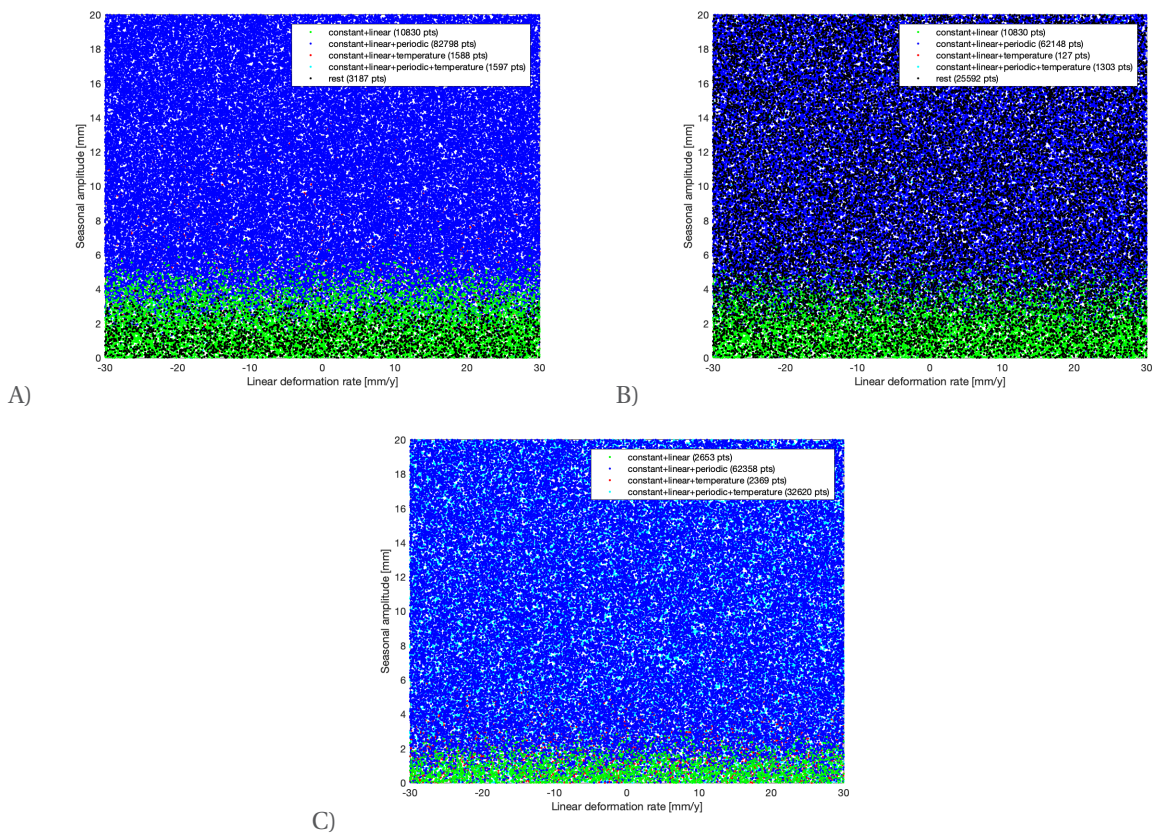 20
18
16
14
12
10
8
6
4
2
0
Seasonal amplitude [mm]
constant+linear (10830 pts)
constant+linear+periodic (82798 pts)
constant+linear+temperature (1588 pts)
constant+linear+periodic+temperature (1597 pts)
rest (3187 pts)
-30 -20 -10 0 10 20 30
Linear deformation rate [mm/y]
A)
20
18
16
14
12
10
8
6
4
2
0
Seasonal amplitude [mm]
constant+linear (10830 pts)
constant+linear+periodic (62148 pts)
constant+linear+temperature (127 pts)
constant+linear+periodic+temperature (1303 pts)
rest (25592 pts)
-30 -20 -10 0 10 20 30
Linear deformation rate [mm/y]
B)
20
18
16
14
12
10
8
6
4
2
0
Seasonal amplitude [mm]
constant+linear (2653 pts)
constant+linear+periodic (62358 pts)
constant+linear+temperature (2369 pts)
constant+linear+periodic+temperature (32620 pts)
-30 -20 -10 0 10 20 30
Linear deformation rate [mm/y]
C)